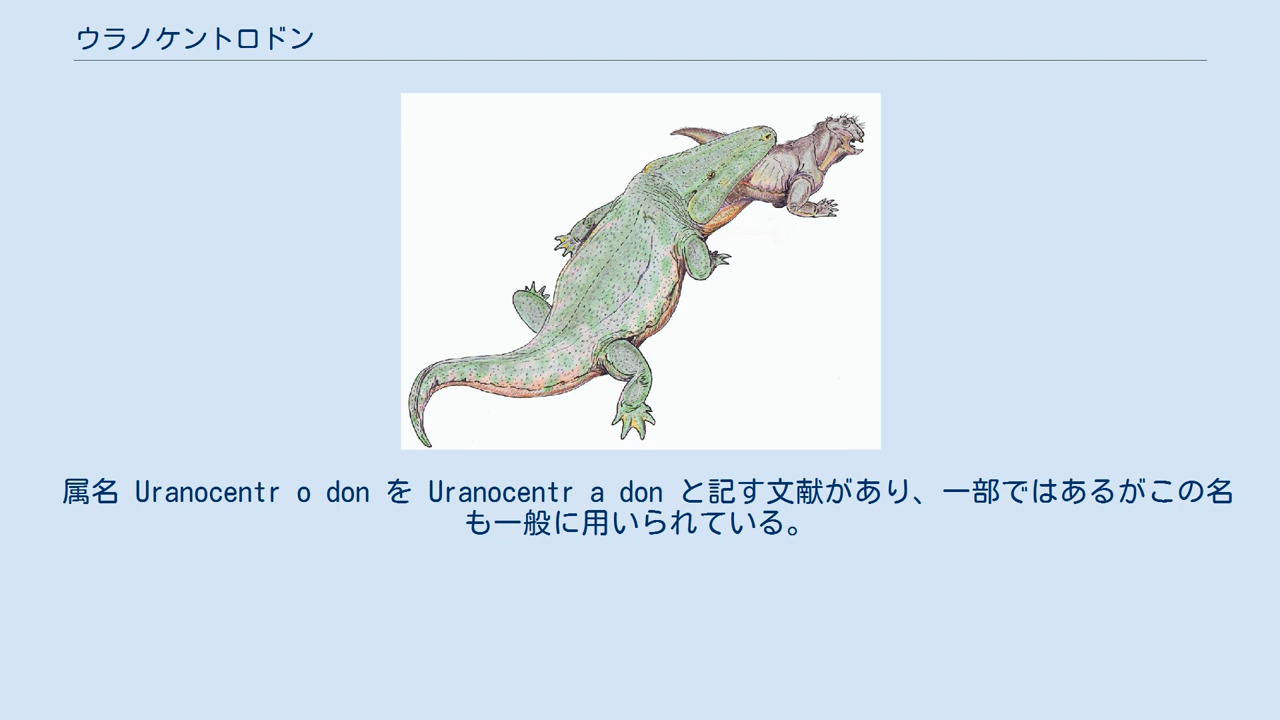 ウラノケントロドン
属名 Uranocentr o don を Uranocentr a don と記す文献があり、一部ではあるがこの名
も一般に用いられている。